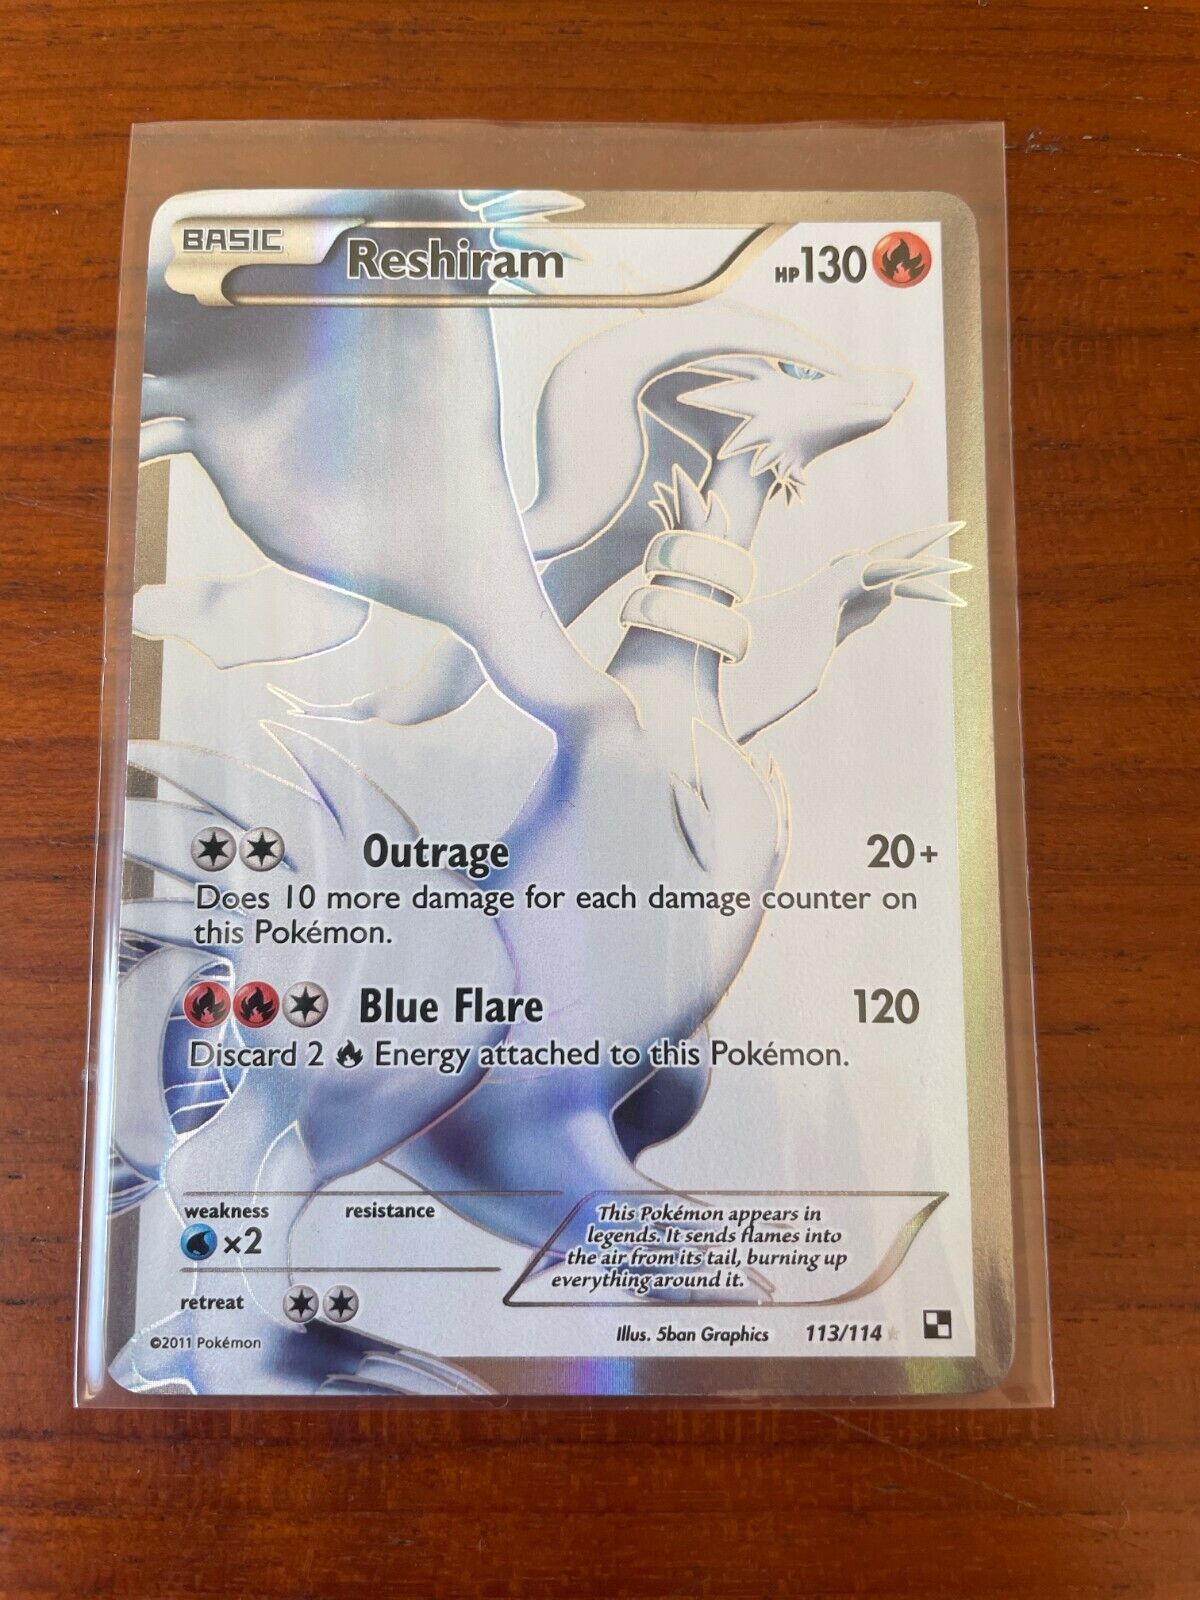 BASIC Reshiram HP130
Outrage 20+
Does 10 more damage for each damage counter on
this Pokémon.
Blue Flare 120
Discard 2 Energy attached to this Pokémon.
weakness resistance
×2
retreat
This Pokémon appears in
legends. It sends flames into
the air from its tail, burning up
everything around it.
©2011 Pokémon
Illus. 5ban Graphics 113/114